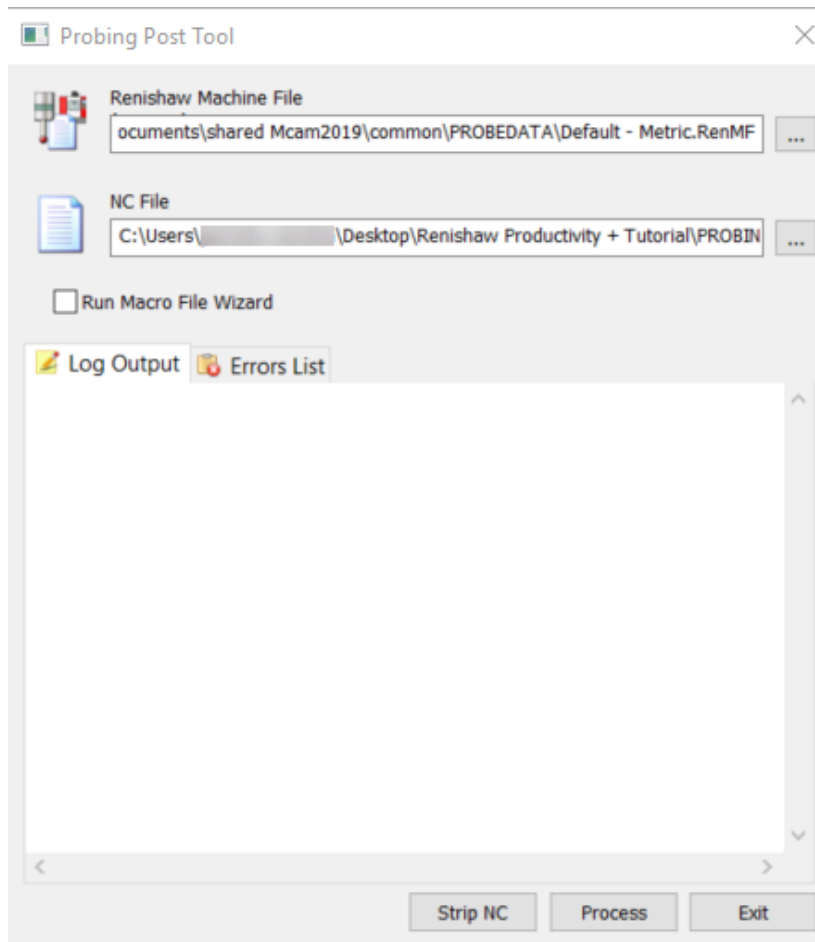 Probing Post Tool
Renishaw Machine File
ocuments\shared Mcam2019\common\PROBEDATA\Default - Metric.RenMF
...
NC File
C:\Users\ \Desktop\Renishaw Productivity + Tutorial\PROBIN
...
Run Macro File Wizard
Log Output Errors List
Strip NC Process Exit